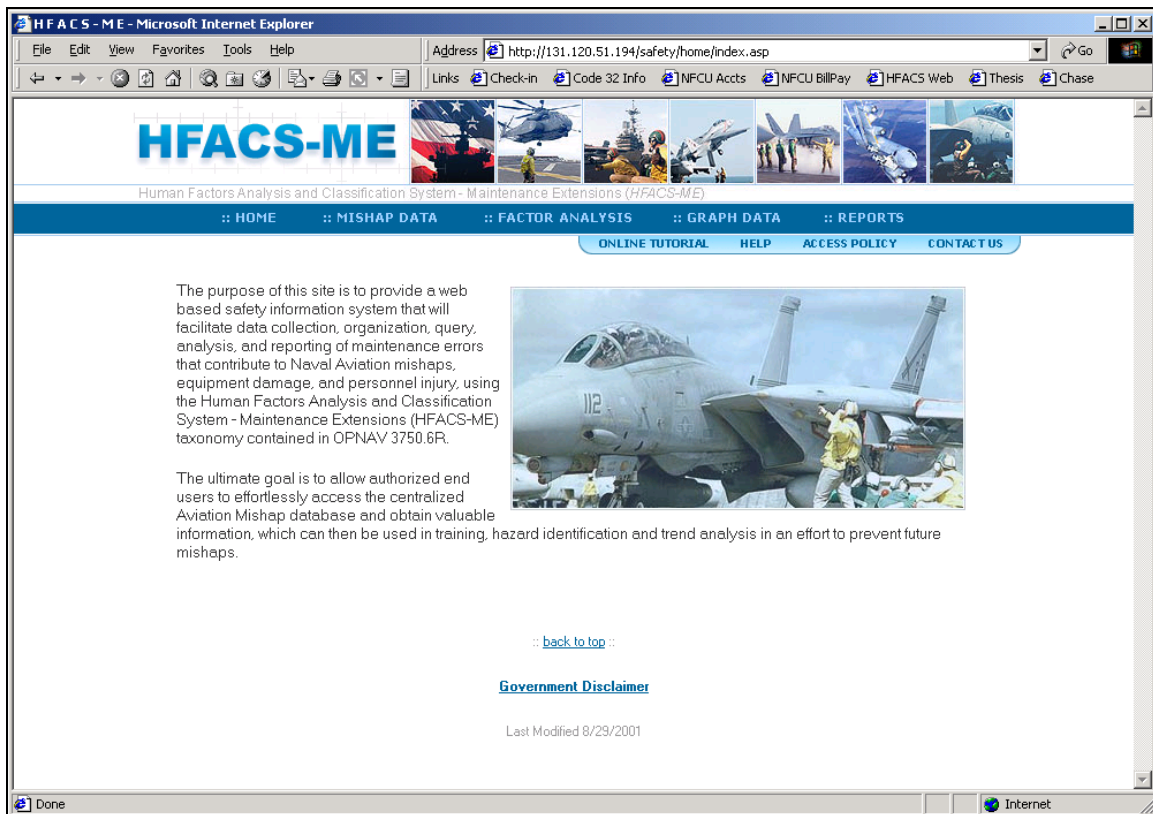 H F A C S - M E - Microsoft Internet Explorer
File Edit View Favorites Tools Help
Address http://131.120.51.194/safety/home/index.asp Go
Links Check-in Code 32 Info NFCU Accts NFCU BillPay HFACS Web Thesis Chase
HFACS-ME
Human Factors Analysis and Classification System - Maintenance Extensions (HFACS-ME)
:: HOME :: MISHAP DATA :: FACTOR ANALYSIS :: GRAPH DATA :: REPORTS
ONLINE TUTORIAL HELP ACCESS POLICY CONTACT US
The purpose of this site is to provide a web
based safety information system that will
facilitate data collection, organization, query,
analysis, and reporting of maintenance errors
that contribute to Naval Aviation mishaps,
equipment damage, and personnel injury, using
the Human Factors Analysis and Classification
System - Maintenance Extensions (HFACS-ME)
taxonomy contained in OPNAV 3750.6R.
112
The ultimate goal is to allow authorized end
users to effortlessly access the centralized
Aviation Mishap database and obtain valuable
information, which can then be used in training, hazard identification and trend analysis in an effort to prevent future
mishaps.
:: back to top ::
Government Disclaimer
Last Modified 8/29/2001
Done
Internet